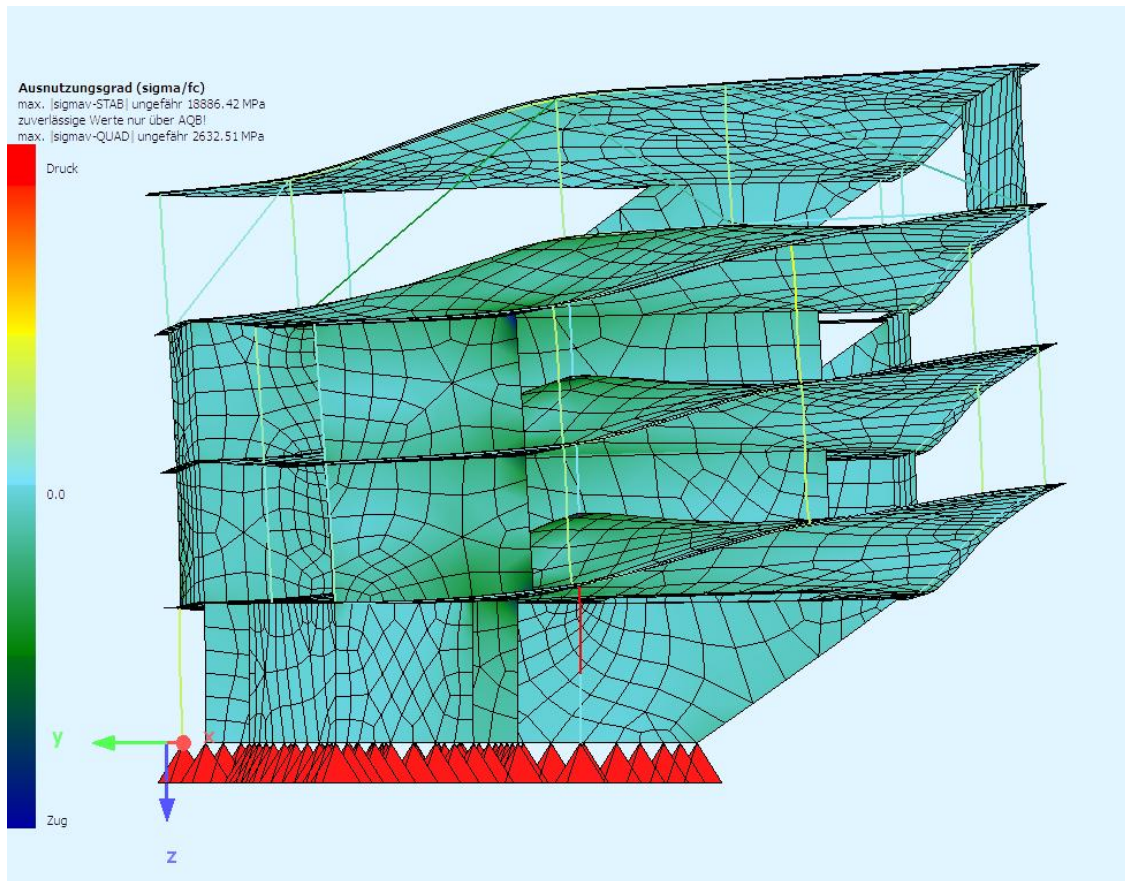 Ausnutzungsgrad (sigma/fc)
max. |sigmav-STAB| ungefähr 18886.42 MPa
zuverlässige Werte nur über AQB!
max. |sigmav-QUAD| ungefähr 2632.51 MPa
Druck
0.0
Zug
y
x
z